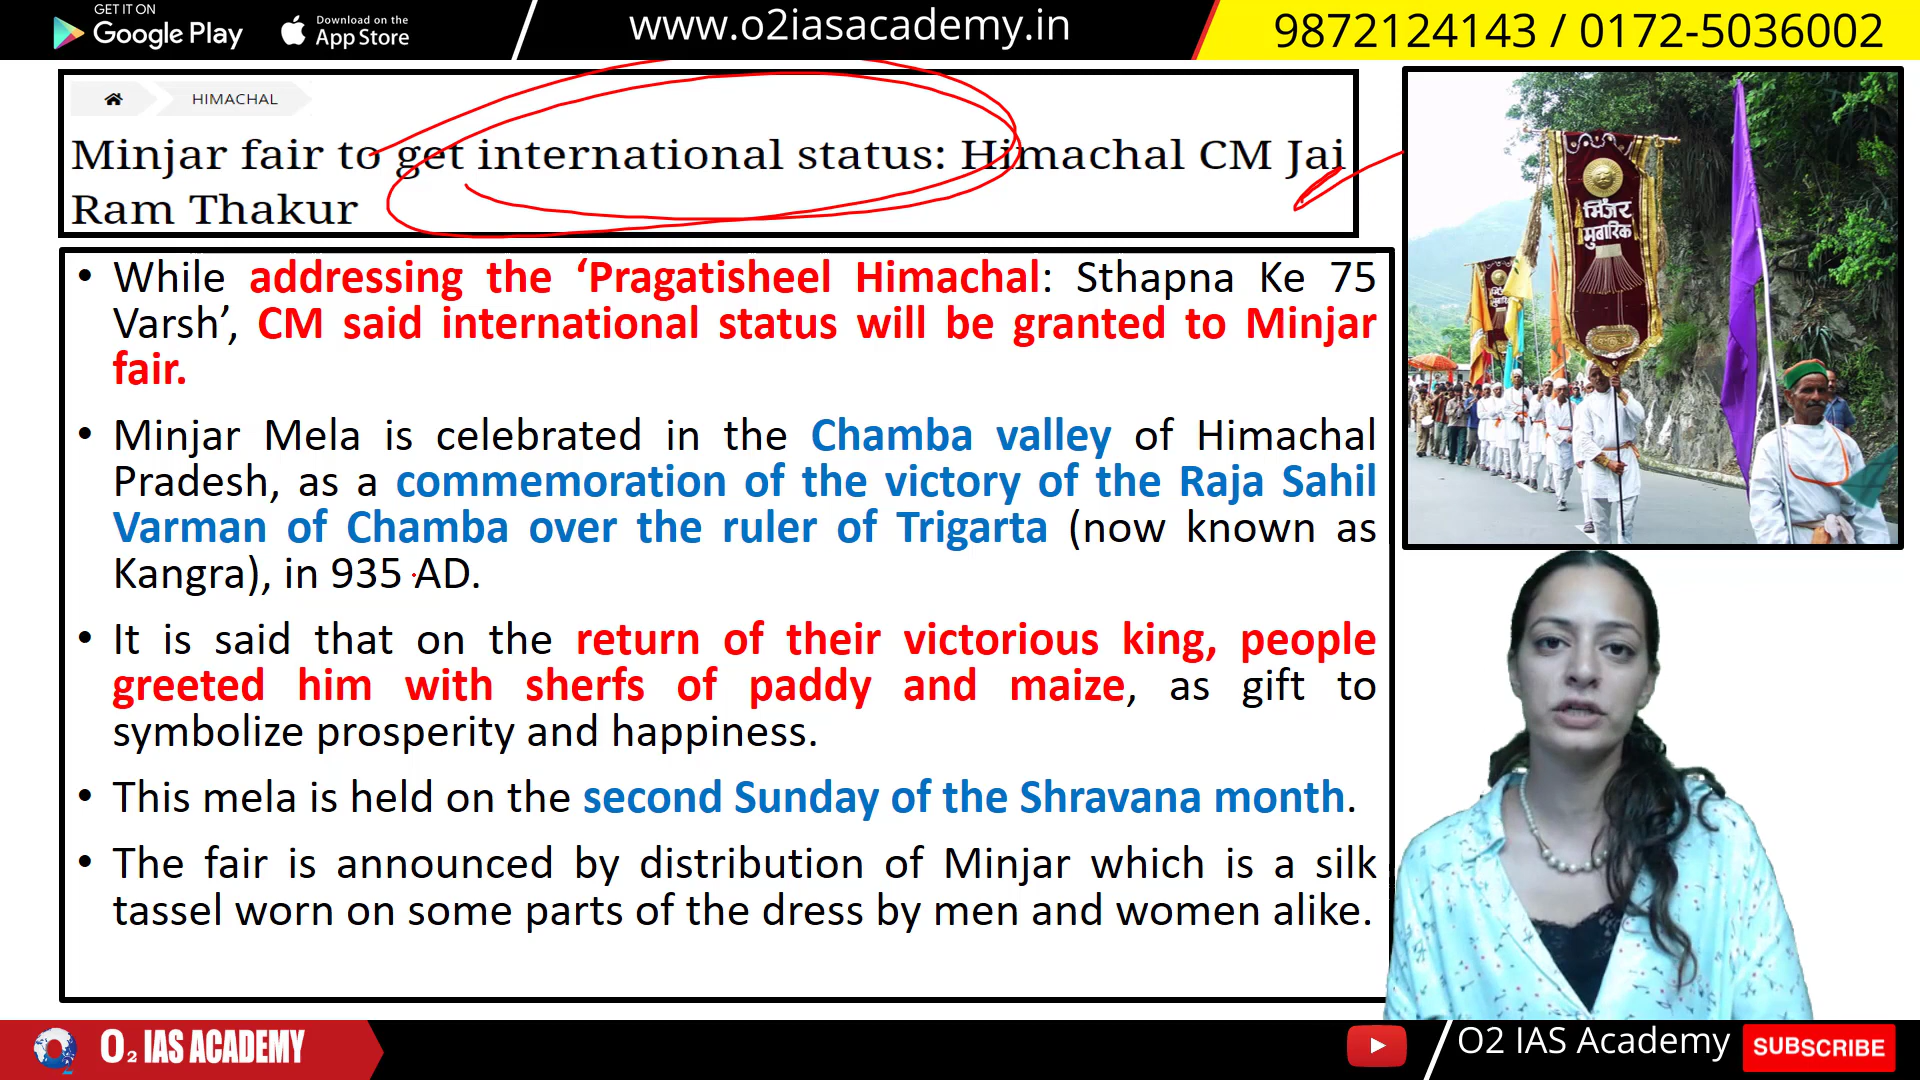 GET IT ON
Google Play
Download on the
App Store
www.o2iasacademy.in
9872124143 / 0172-5036002
HIMACHAL
Minjar fair to get international status: Himachal CM Jai
Ram Thakur
• While addressing the ‘Pragatisheel Himachal: Sthapna Ke 75
Varsh’, CM said international status will be granted to Minjar
fair.
• Minjar Mela is celebrated in the Chamba valley of Himachal
Pradesh, as a commemoration of the victory of the Raja Sahil
Varman of Chamba over the ruler of Trigarta (now known as
Kangra), in 935 AD.
• It is said that on the return of their victorious king, people
greeted him with sherfs of paddy and maize, as gift to
symbolize prosperity and happiness.
• This mela is held on the second Sunday of the Shravana month.
• The fair is announced by distribution of Minjar which is a silk
tassel worn on some parts of the dress by men and women alike.
मिंजर
मुबारिक
O2 IAS ACADEMY
O2 IAS Academy
SUBSCRIBE